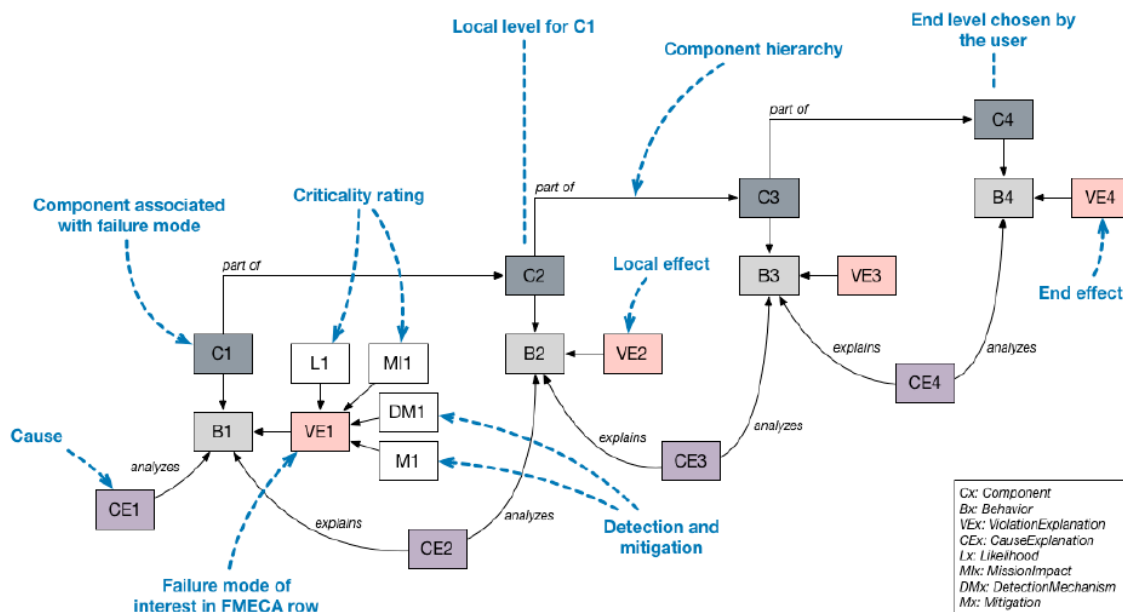 Local level for C1
End level chosen by
the user
Component hierarchy
part of
C4
Component associated
with failure mode
Criticality rating
part of
C3
B4
VE4
part of
C2
Local effect
B3
VE3
End effect
C1
L1
MI1
B2
VE2
explains
analyzes
CE4
DM1
Cause
B1
VE1
analyzes
M1
explains
CE3
analyzes
CE1
explains
analyzes
CE2
Detection and
mitigation
Failure mode of
interest in FMECA row
Cx: Component
Bx: Behavior
VEx: ViolationExplanation
CEx: CauseExplanation
Lx: Likelihood
MIx: MissionImpact
DMx: DetectionMechanism
Mx: Mitigation